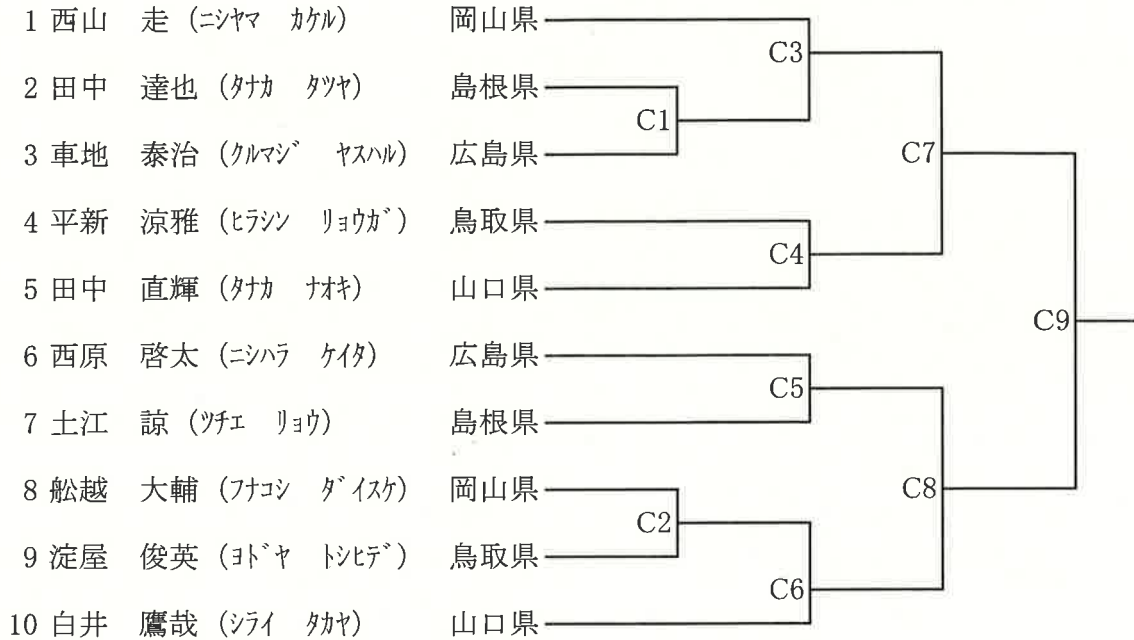 1 西山　走 (ﾆｼﾔﾏ　ｶｹﾙ)　岡山県
C3
2 田中　達也 (ﾀﾅｶ　ﾀﾂﾔ)　島根県
C1
3 車地　泰治 (ｸﾙﾏｼﾞ　ﾔｽﾊﾙ)　広島県
C7
4 平新　涼雅 (ﾋﾗｼﾝ　ﾘｮｳｶﾞ)　鳥取県
C4
5 田中　直輝 (ﾀﾅｶ　ﾅｵｷ)　山口県
C9
6 西原　啓太 (ﾆｼﾊﾗ　ｹｲﾀ)　広島県
C5
7 土江　諒 (ﾂﾁｴ　ﾘｮｳ)　島根県
8 舩越　大輔 (ﾌﾅｺｼ　ﾀﾞｲｽｹ)　岡山県
C8
C2
9 淀屋　俊英 (ﾖﾄﾞﾔ　ﾄｼﾋﾃﾞ)　鳥取県
C6
10 白井　鷹哉 (ｼﾗｲ　ﾀｶﾔ)　山口県